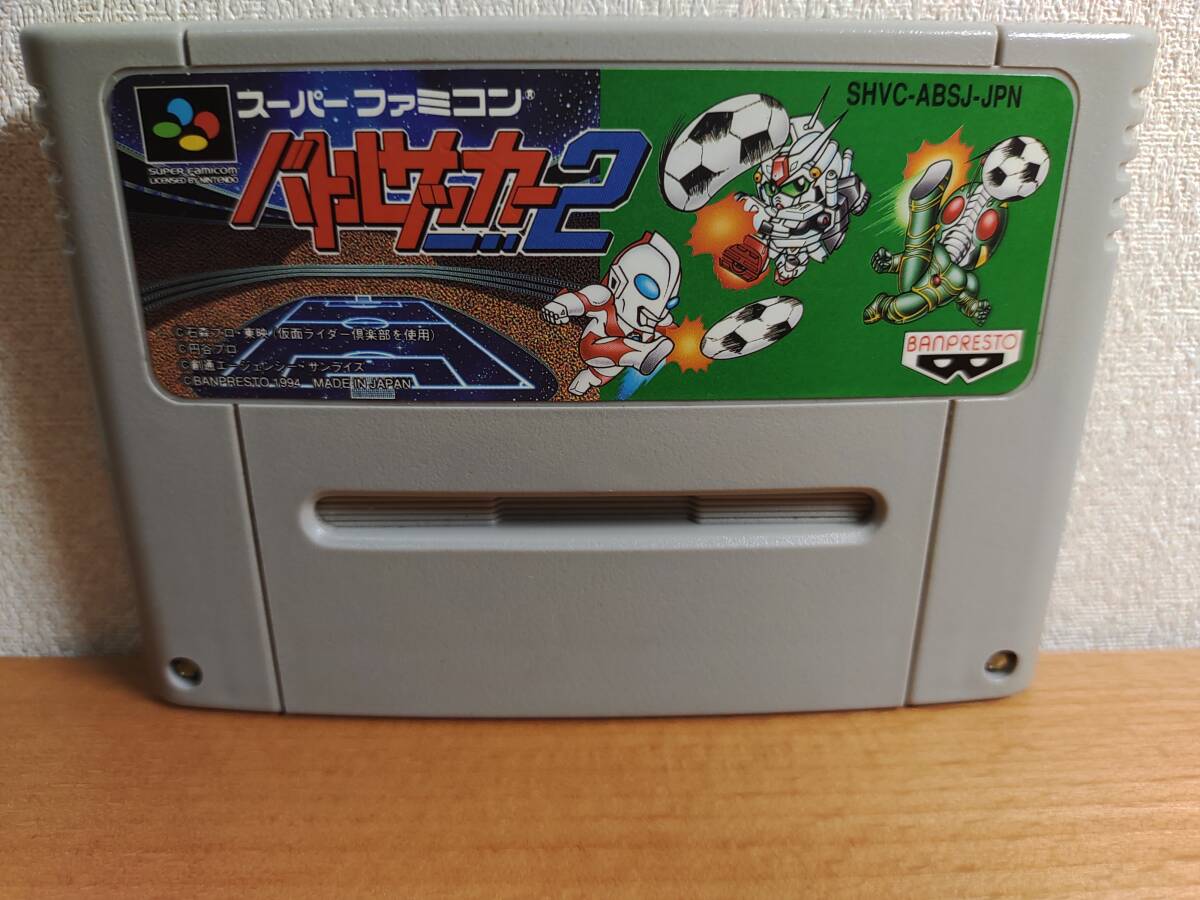 スーパーファミコン®
SHVC-ABSJ-JPN
SUPER Famicom
LICENSED BY NINTENDO
バトルサッカー2
©石森プロ・東映(仮面ライダー倶楽部を使用)
©円谷プロ
©創通エージェンシー・サンライズ
©BANPRESTO 1994 MADE IN JAPAN
BANPRESTO